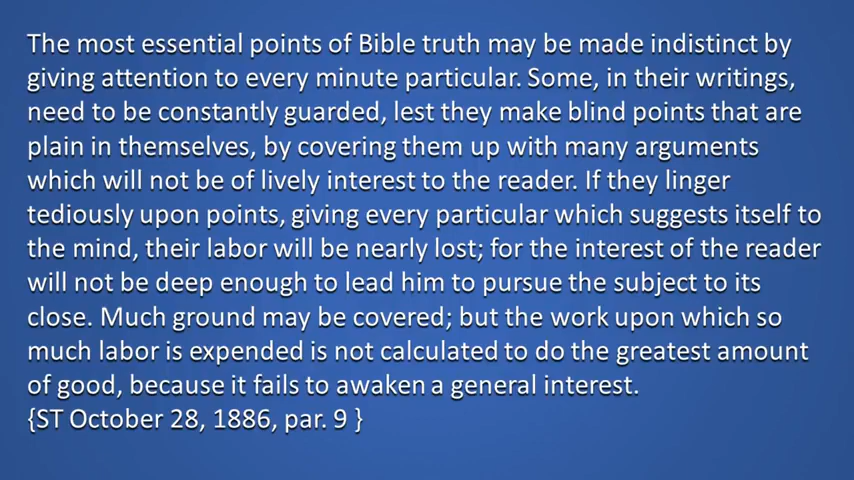 The most essential points of Bible truth may be made indistinct by
giving attention to every minute particular. Some, in their writings,
need to be constantly guarded, lest they make blind points that are
plain in themselves, by covering them up with many arguments
which will not be of lively interest to the reader. If they linger
tediously upon points, giving every particular which suggests itself to
the mind, their labor will be nearly lost; for the interest of the reader
will not be deep enough to lead him to pursue the subject to its
close. Much ground may be covered; but the work upon which so
much labor is expended is not calculated to do the greatest amount
of good, because it fails to awaken a general interest.
{ST October 28, 1886, par. 9 }